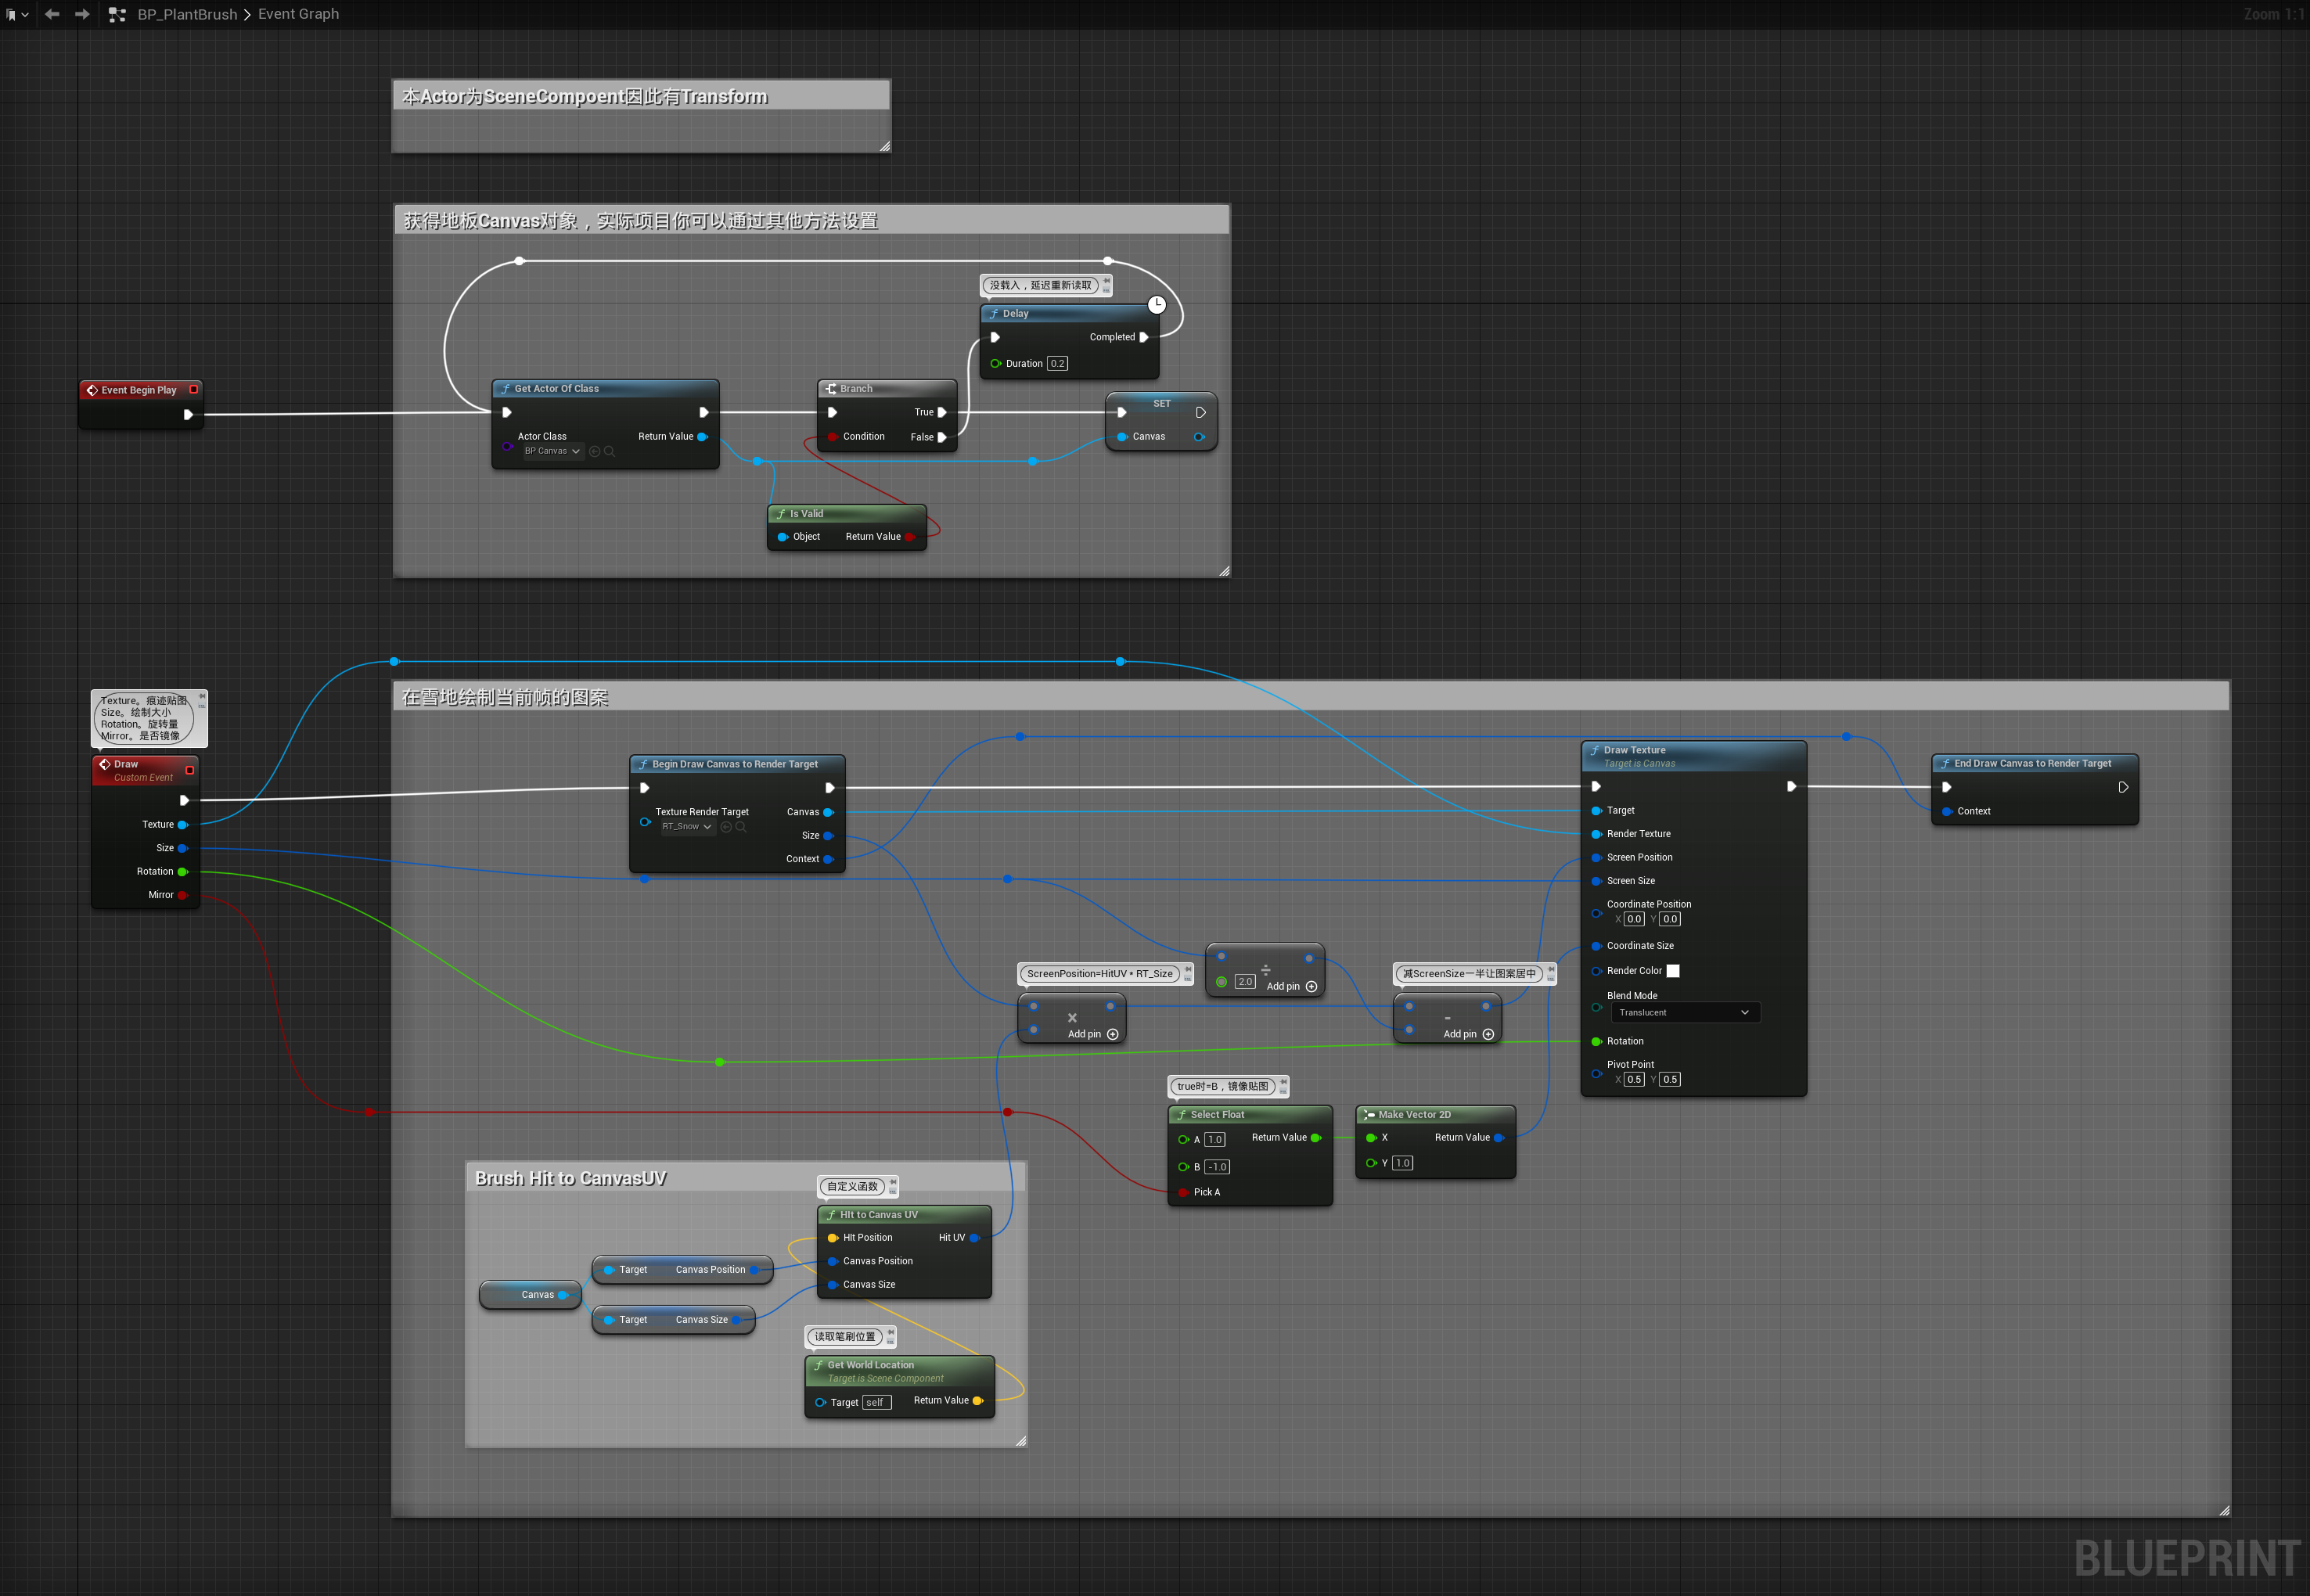 BP_PlantBrush > Event Graph
Zoom 1:1
本Actor为SceneCompoent因此有Transform
获得地板Canvas对象，实际项目你可以通过其他方法设置
没载入，延迟重新读取
Delay
Completed
Duration 0.2
Event Begin Play
Get Actor Of Class
Actor Class
BP Canvas
Return Value
Branch
True
Condition
False
SET
Canvas
Is Valid
Object
Return Value
Texture。痕迹贴图
Size。绘制大小
Rotation。旋转量
Mirror。是否镜像
Draw
Custom Event
Texture
Size
Rotation
Mirror
在雪地绘制当前帧的图案
Begin Draw Canvas to Render Target
Texture Render Target
RT_Snow
Canvas
Size
Context
Draw Texture
Target is Canvas
Target
Render Texture
Screen Position
Screen Size
Coordinate Position
X 0.0 Y 0.0
Coordinate Size
Render Color
Blend Mode
Translucent
Rotation
Pivot Point
X 0.5 Y 0.5
End Draw Canvas to Render Target
Context
ScreenPosition=HitUV * RT_Size
×
Add pin
÷
2.0
Add pin
减ScreenSize一半让图案居中
-
Add pin
true时=B，镜像贴图
Select Float
A 1.0
Return Value
B -1.0
Pick A
Make Vector 2D
X
Return Value
Y 1.0
Brush Hit to CanvasUV
自定义函数
HIt to Canvas UV
HIt Position
Hit UV
Canvas Position
Canvas Size
Target
Canvas Position
Canvas
Target
Canvas Size
读取笔刷位置
Get World Location
Target is Scene Component
Target self
Return Value
BLUEPRINT